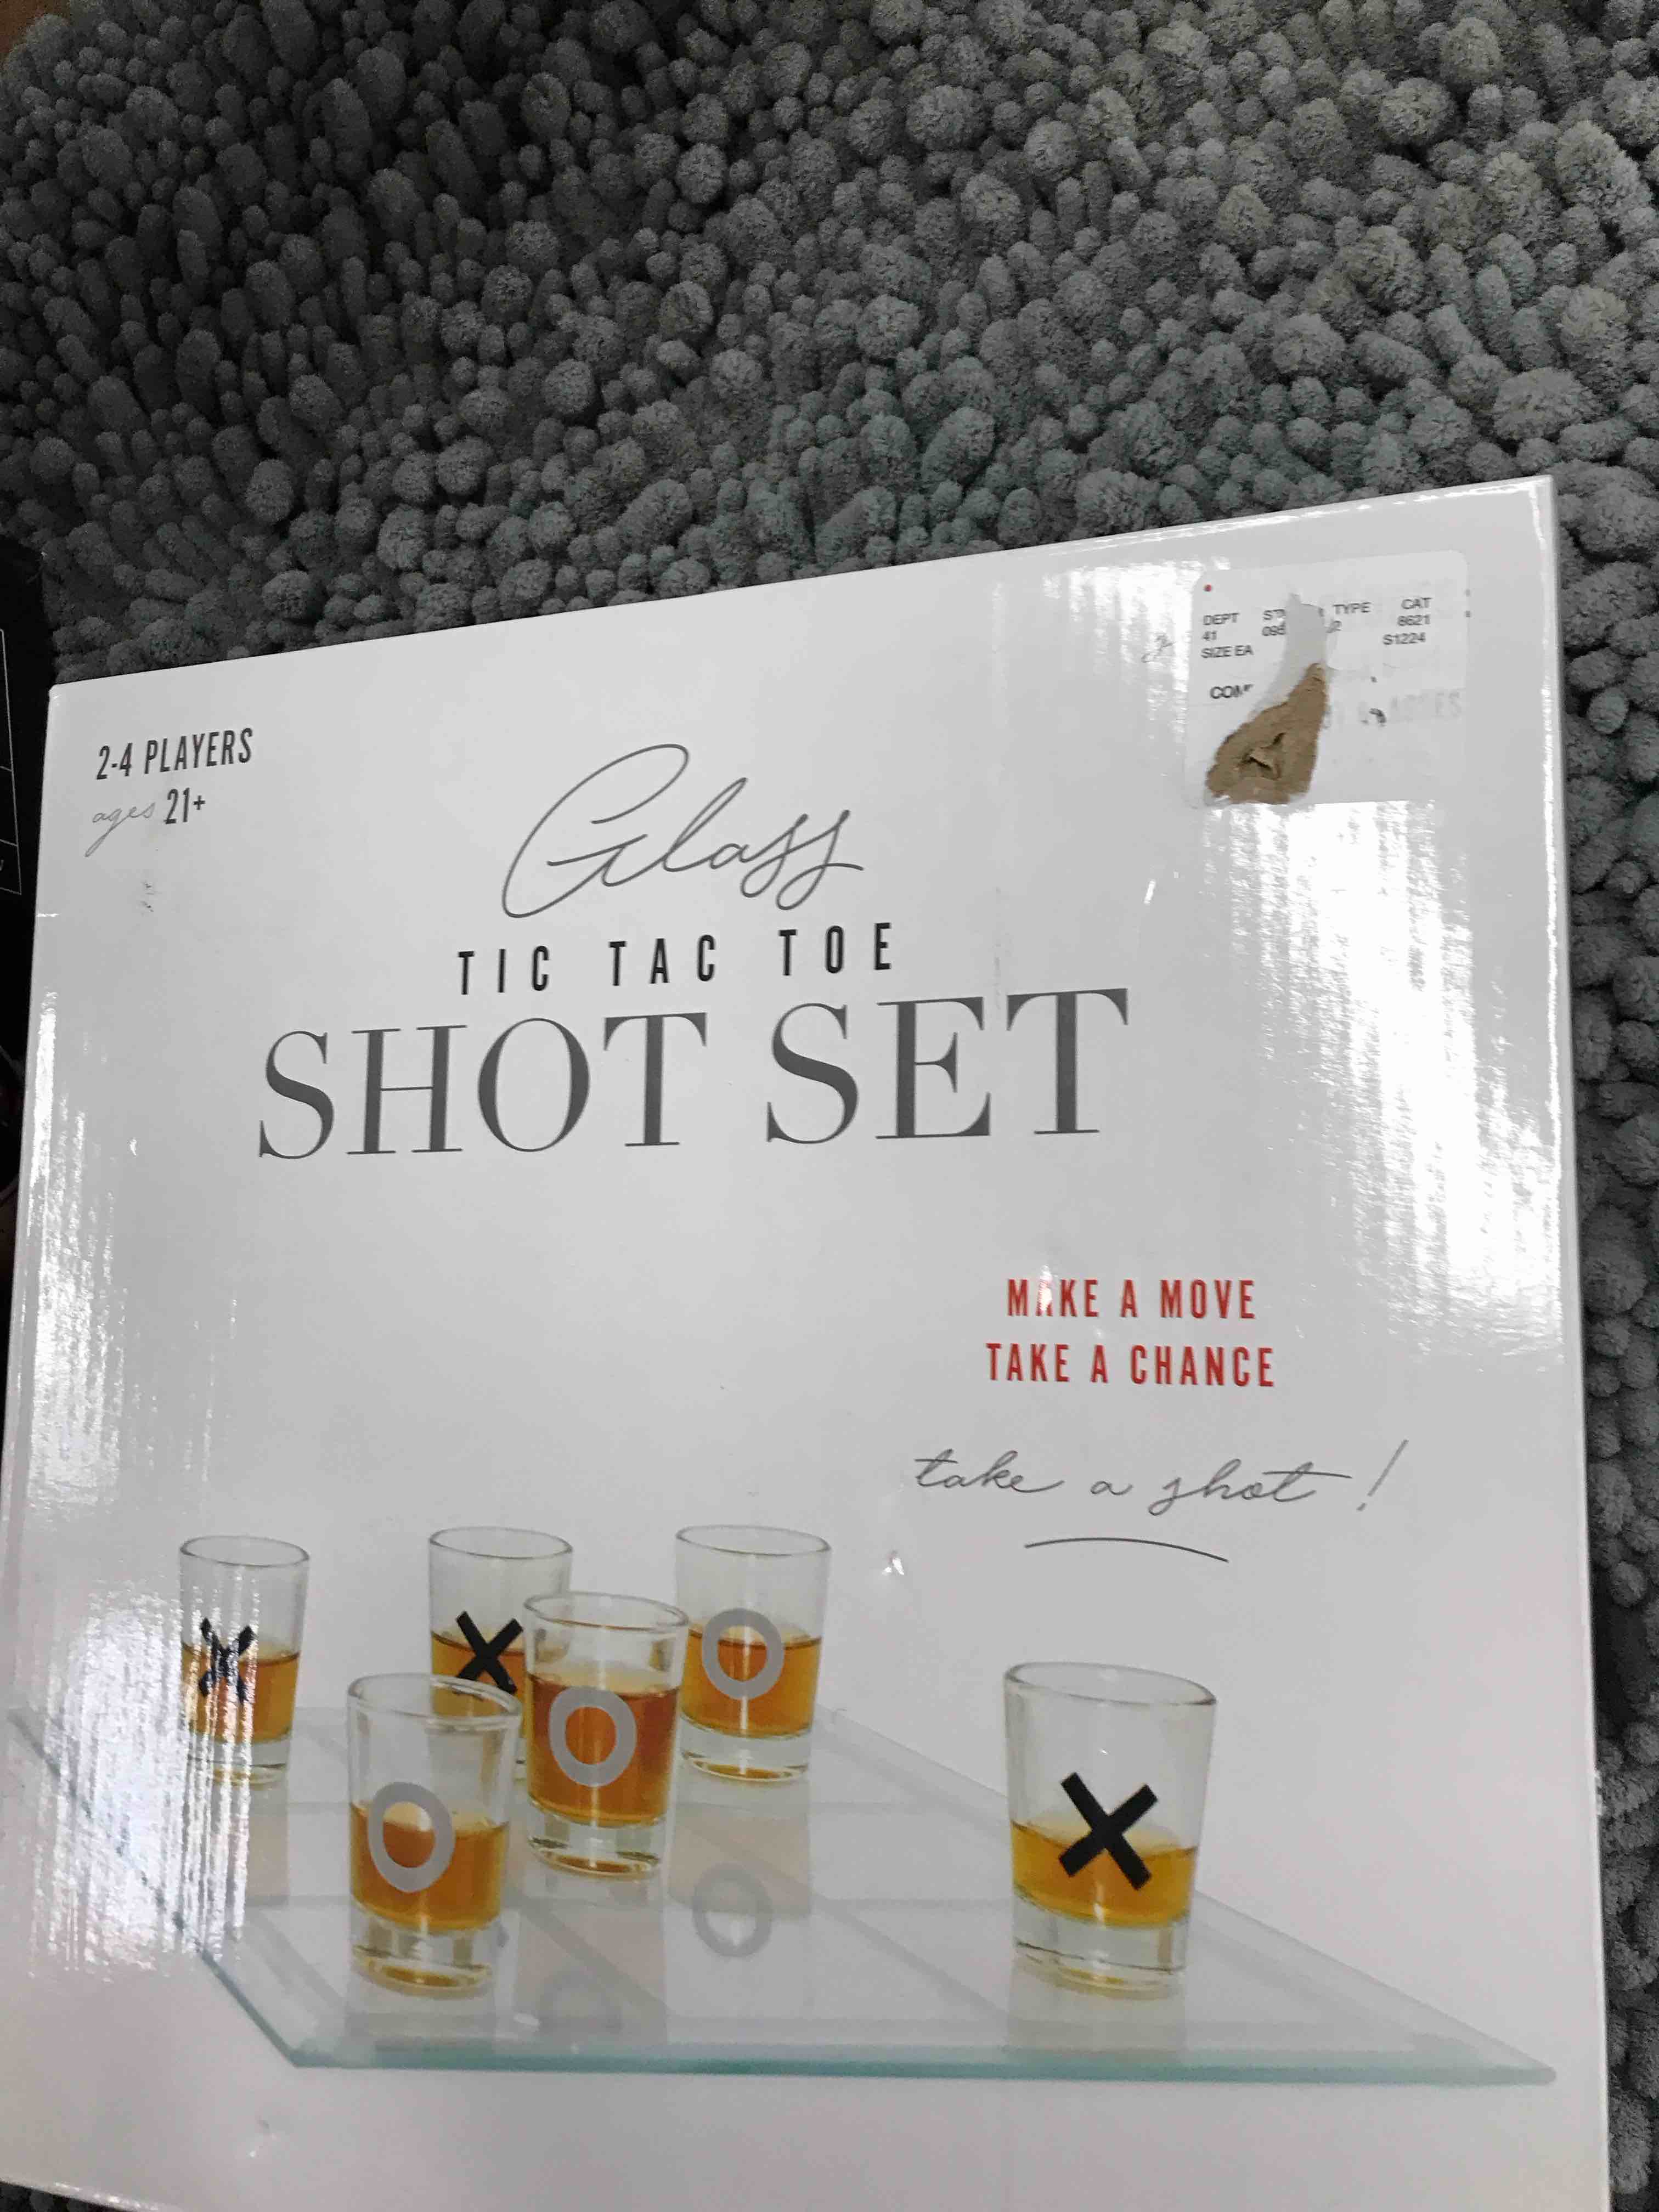 2-4 PLAYERS
ages 21+
DEPT TYPE CAT
41 8621
SIZE EA S1224
Glass
TIC TAC TOE
SHOT SET
MAKE A MOVE
TAKE A CHANCE
take a shot!
X
X
O
O
O
X